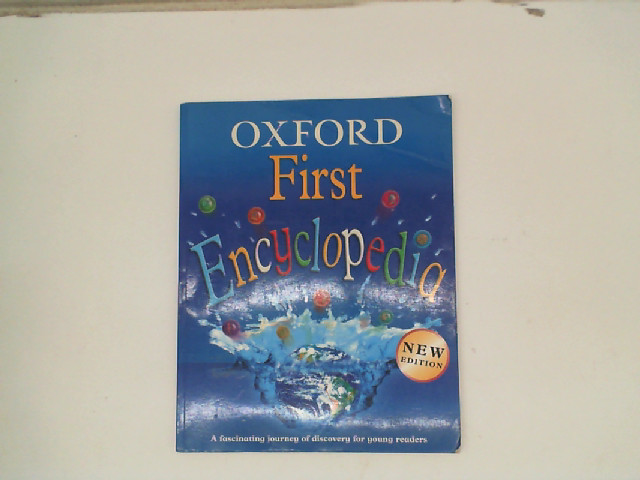 OXFORD
First
Encyclopedia
NEW
EDITION
A fascinating journey of discovery for young readers